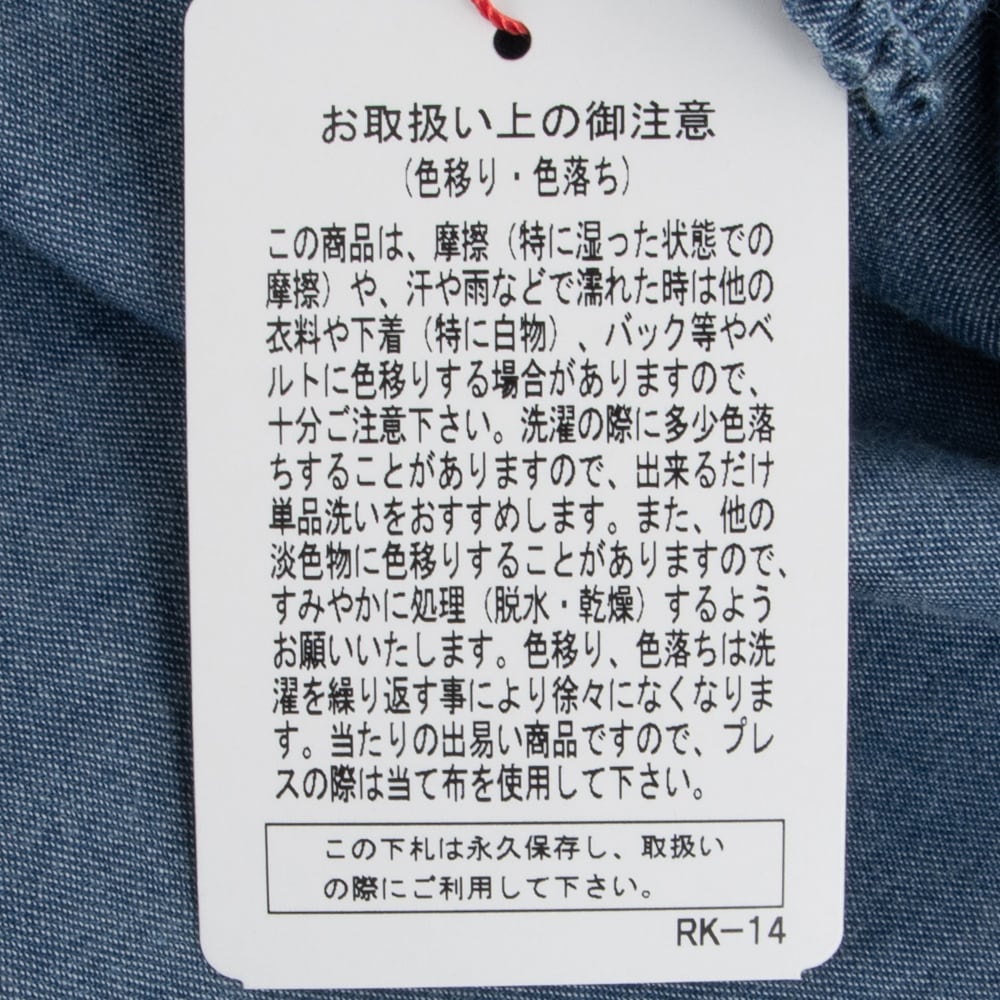 お取扱い上の御注意
(色移り・色落ち)
この商品は、摩擦（特に湿った状態での
摩擦）や、汗や雨などで濡れた時は他の
衣料や下着（特に白物）、バック等やベ
ルトに色移りする場合がありますので、
十分ご注意下さい。洗濯の際に多少色落
ちすることがありますので、出来るだけ
単品洗いをおすすめします。また、他の
淡色物に色移りすることがありますので、
すみやかに処理（脱水・乾燥）するよう
お願いいたします。色移り、色落ちは洗
濯を繰り返す事により徐々になくなりま
す。当たりの出易い商品ですので、プレ
スの際は当て布を使用して下さい。
この下札は永久保存し、取扱い
の際にご利用して下さい。
RK-14